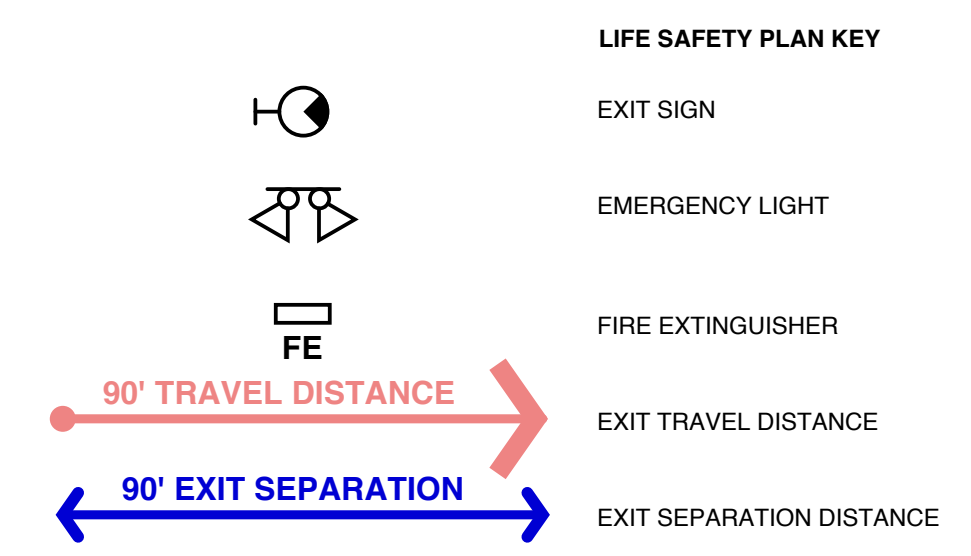 LIFE SAFETY PLAN KEY
EXIT SIGN
EMERGENCY LIGHT
FE
FIRE EXTINGUISHER
90' TRAVEL DISTANCE
EXIT TRAVEL DISTANCE
90' EXIT SEPARATION
EXIT SEPARATION DISTANCE